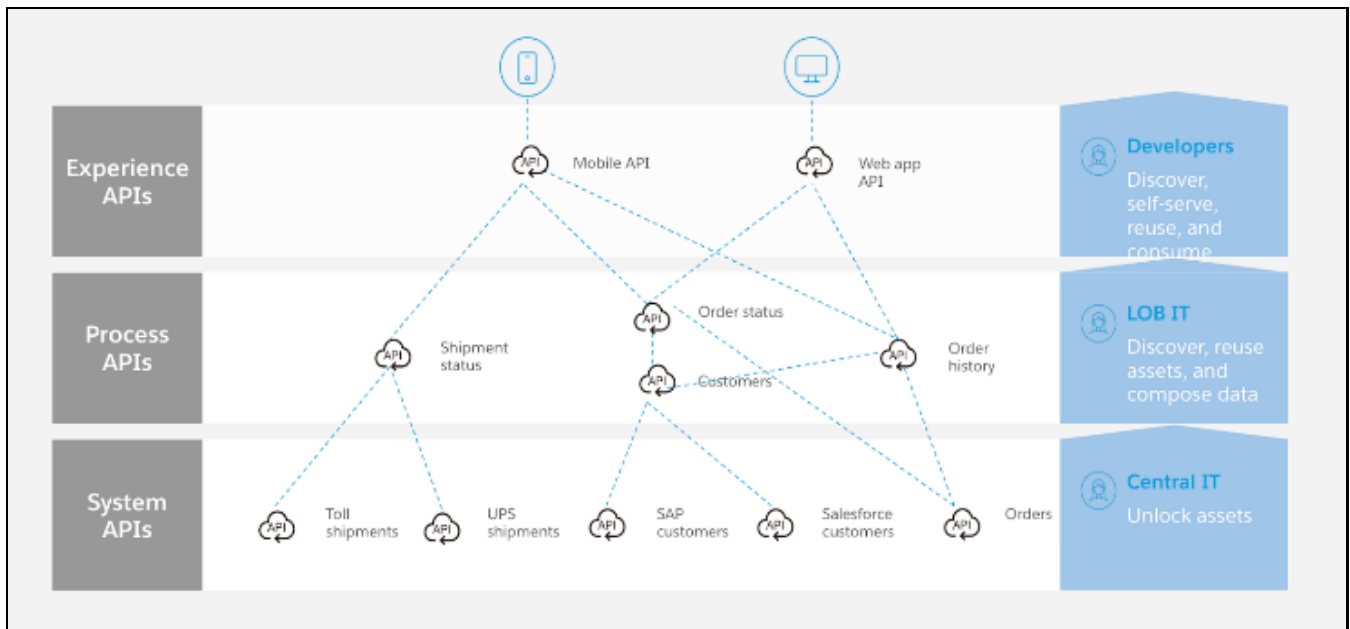 Experience
APIs
API
Mobile API
API
Web app
API
Developers
Discover,
self-serve,
reuse, and
consume
Process
APIs
API
Shipment
status
API
Order status
API
Customers
API
Order
history
LOB IT
Discover, reuse
assets, and
compose data
System
APIs
API
Toll
shipments
API
UPS
shipments
API
SAP
customers
API
Salesforce
customers
API
Orders
Central IT
Unlock assets